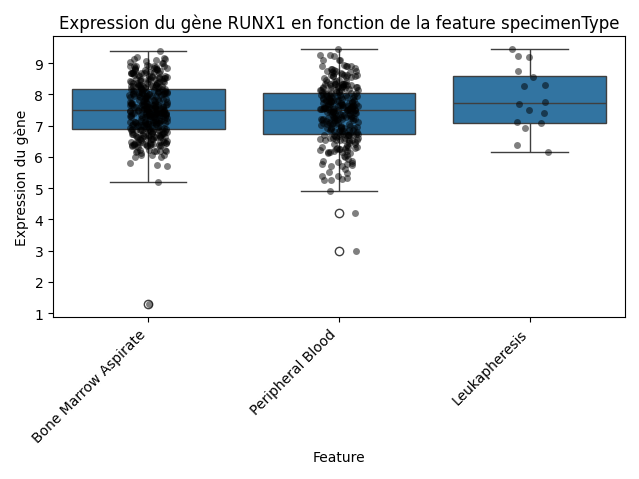 Expression du gène RUNX1 en fonction de la feature specimenType
Expression du gène
9
8
7
6
5
4
3
2
1
Bone Marrow Aspirate
Peripheral Blood
Leukapheresis
Feature